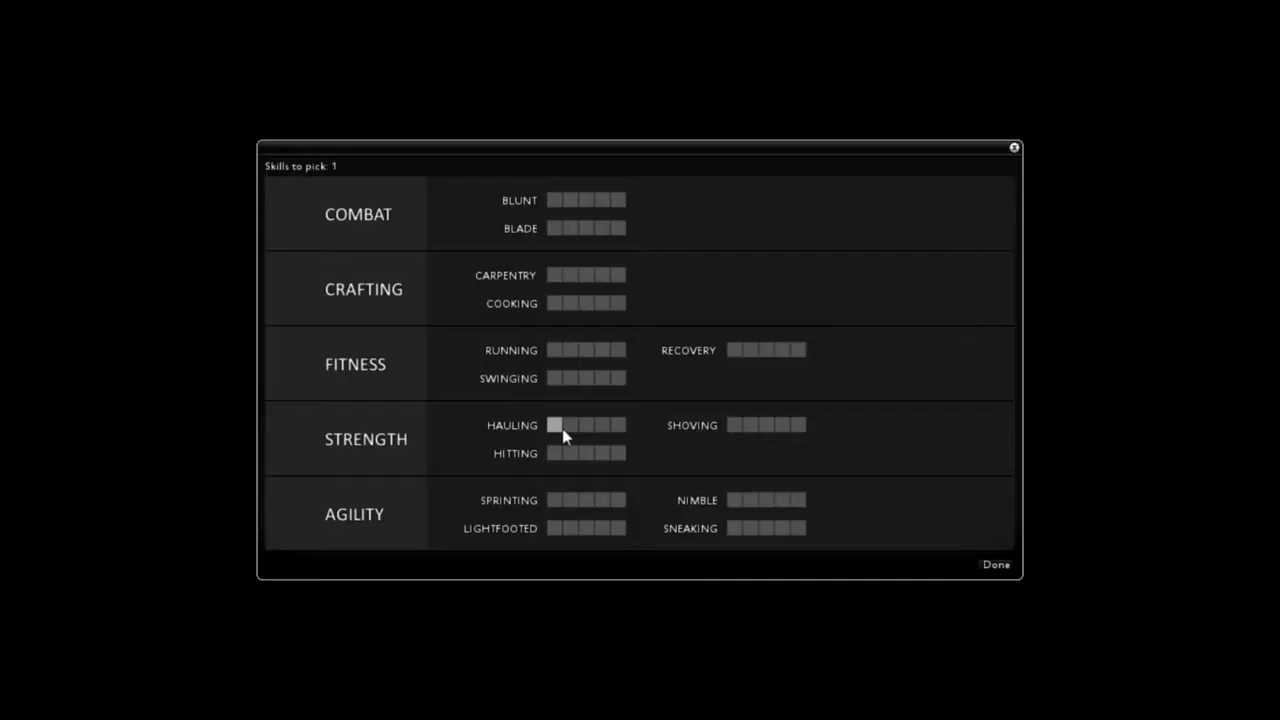 Skills to pick: 1
COMBAT
BLUNT
BLADE
CRAFTING
CARPENTRY
COOKING
FITNESS
RUNNING RECOVERY
SWINGING
STRENGTH
HAULING SHOVING
HITTING
AGILITY
SPRINTING NIMBLE
LIGHTFOOTED SNEAKING
Done